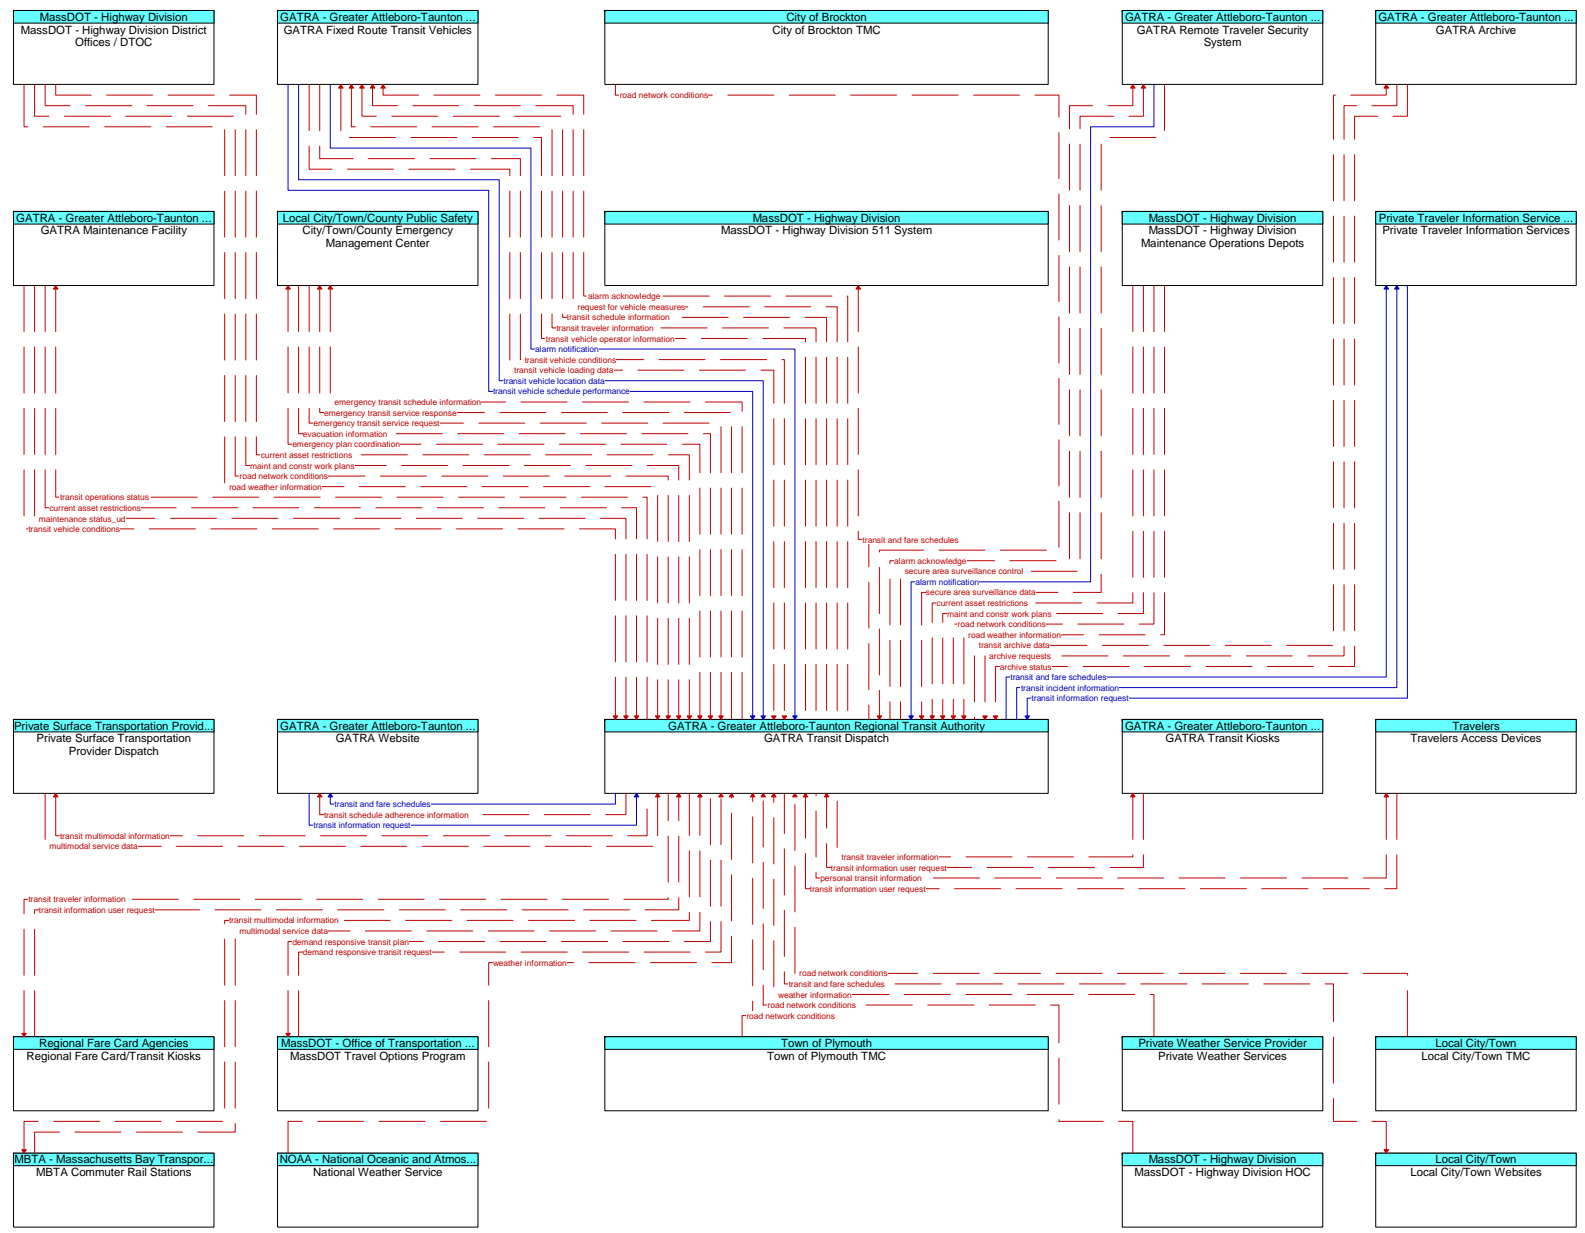 MassDOT - Highway Division
MassDOT - Highway Division District
Offices / DTOC
GATRA - Greater Attleboro-Taunton ...
GATRA Fixed Route Transit Vehicles
City of Brockton
City of Brockton TMC
GATRA - Greater Attleboro-Taunton ...
GATRA Remote Traveler Security
System
GATRA - Greater Attleboro-Taunton ...
GATRA Archive
road network conditions
GATRA - Greater Attleboro-Taunton ...
GATRA Maintenance Facility
Local City/Town/County Public Safety
City/Town/County Emergency
Management Center
MassDOT - Highway Division
MassDOT - Highway Division 511 System
MassDOT - Highway Division
MassDOT - Highway Division
Maintenance Operations Depots
Private Traveler Information Service ...
Private Traveler Information Services
alarm acknowledge
request for vehicle measures
transit schedule information
transit traveler information
transit vehicle operator information
alarm notification
transit vehicle conditions
transit vehicle loading data
transit vehicle location data
transit vehicle schedule performance
emergency transit schedule information
emergency transit service response
emergency transit service request
evacuation information
emergency plan coordination
current asset restrictions
maint and constr work plans
road network conditions
road weather information
transit operations status
current asset restrictions
maintenance status_ud
transit vehicle conditions
transit and fare schedules
alarm acknowledge
secure area surveillance control
alarm notification
secure area surveillance data
current asset restrictions
maint and constr work plans
road network conditions
road weather information
transit archive data
archive requests
archive status
transit and fare schedules
transit incident information
transit information request
Private Surface Transportation Provid...
Private Surface Transportation
Provider Dispatch
GATRA - Greater Attleboro-Taunton ...
GATRA Website
GATRA - Greater Attleboro-Taunton Regional Transit Authority
GATRA Transit Dispatch
GATRA - Greater Attleboro-Taunton ...
GATRA Transit Kiosks
Travelers
Travelers Access Devices
transit and fare schedules
transit schedule adherence information
transit information request
transit multimodal information
multimodal service data
transit traveler information
transit information user request
personal transit information
transit information user request
transit traveler information
transit information user request
transit multimodal information
multimodal service data
demand responsive transit plan
demand responsive transit request
weather information
road network conditions
transit and fare schedules
weather information
road network conditions
road network conditions
Regional Fare Card Agencies
Regional Fare Card/Transit Kiosks
MassDOT - Office of Transportation ...
MassDOT Travel Options Program
Town of Plymouth
Town of Plymouth TMC
Private Weather Service Provider
Private Weather Services
Local City/Town
Local City/Town TMC
MBTA - Massachusetts Bay Transpor...
MBTA Commuter Rail Stations
NOAA - National Oceanic and Atmos...
National Weather Service
MassDOT - Highway Division
MassDOT - Highway Division HOC
Local City/Town
Local City/Town Websites